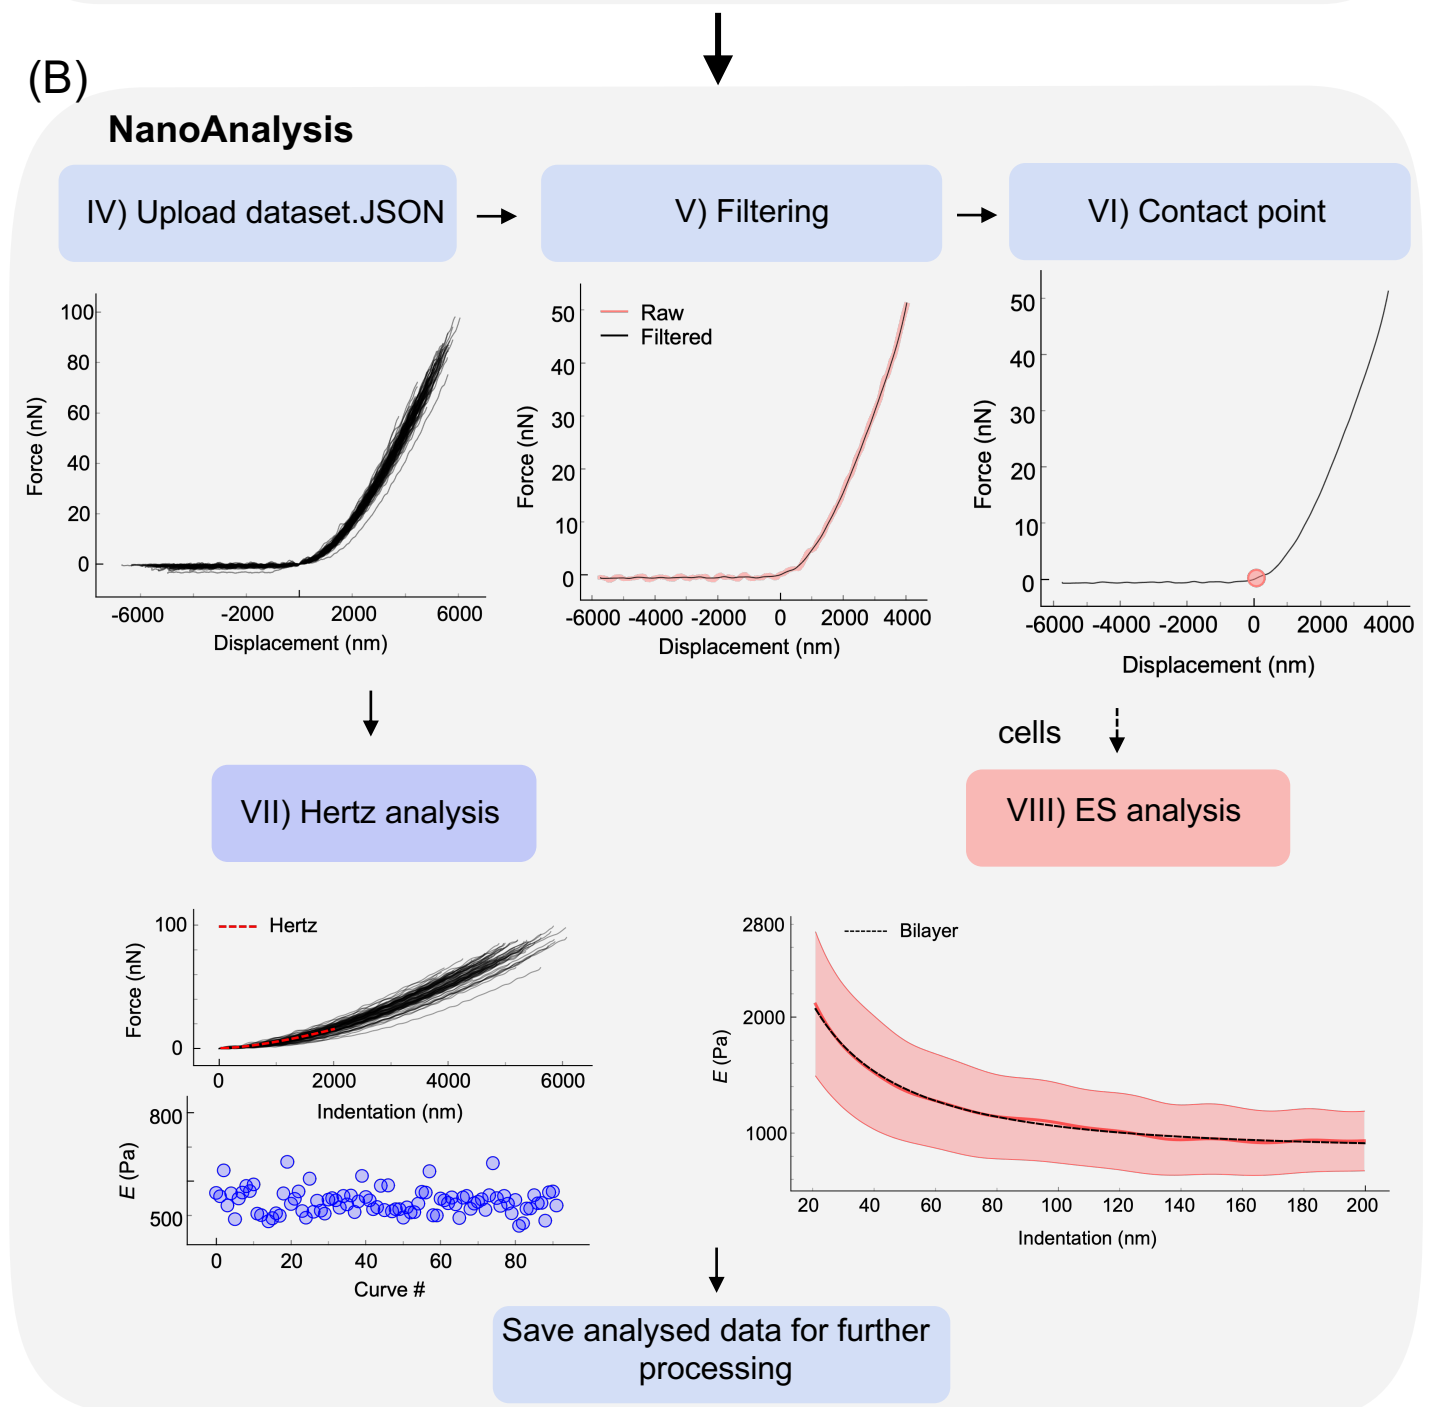 (B)
NanoAnalysis
IV) Upload dataset.JSON
V) Filtering
VI) Contact point
100
80
60
40
20
0
Force (nN)
-6000
-2000
2000
6000
Displacement (nm)
Raw
Filtered
50
40
30
20
10
0
Force (nN)
-6000 -4000 -2000 0 2000 4000
Displacement (nm)
50
40
30
20
10
0
Force (nN)
-6000 -4000 -2000 0 2000 4000
Displacement (nm)
cells
VII) Hertz analysis
VIII) ES analysis
Hertz
100
0
Force (nN)
0 2000 4000 6000
Indentation (nm)
800
500
E (Pa)
0 20 40 60 80
Curve #
Bilayer
2800
2000
1000
E (Pa)
20 40 60 80 100 120 140 160 180 200
Indentation (nm)
Save analysed data for further
processing